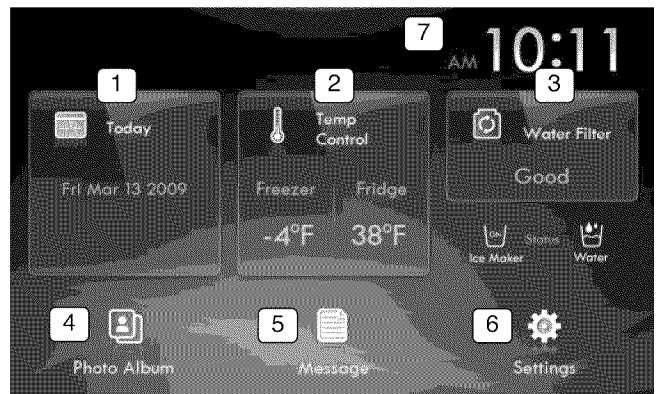 7
AM 10:11
1
2
3
Today
Temp
Control
Water Filter
Fri Mar 13 2009
Freezer
Fridge
Good
-4°F
38°F
ON
Ice Maker
Status
Water
4
5
6
Photo Album
Message
Settings